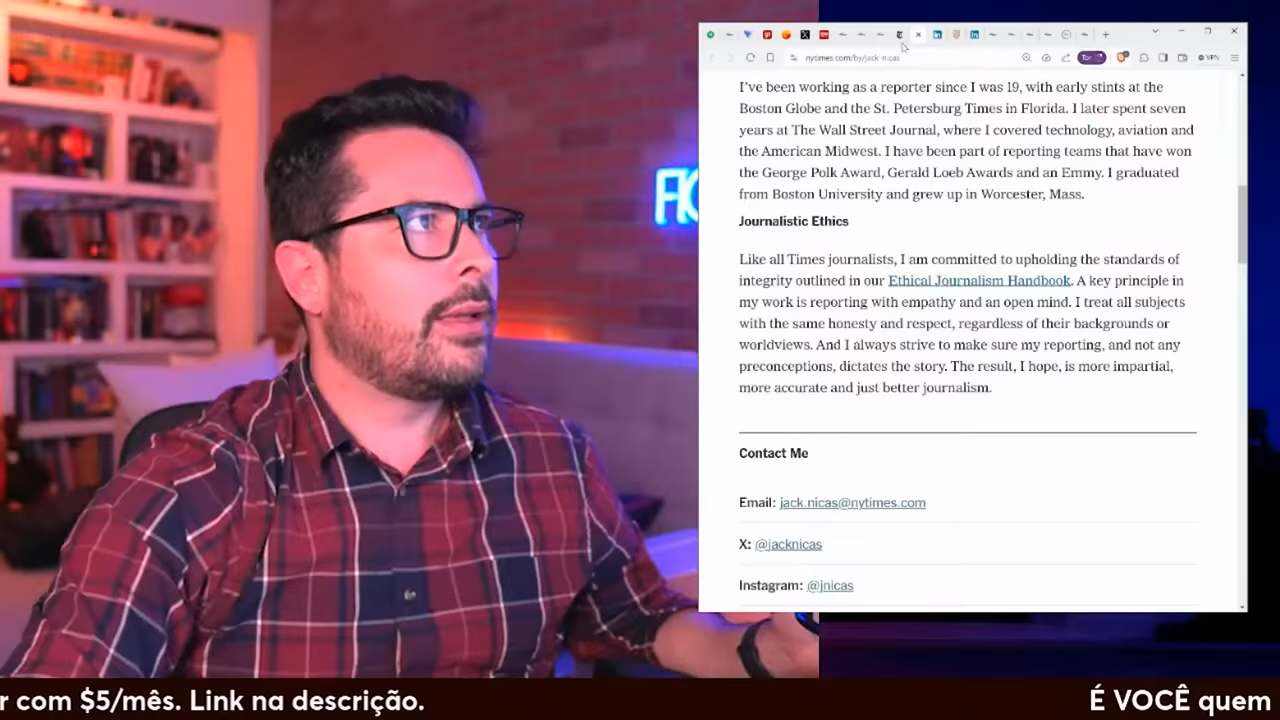 nytimes.com/by/jack-nicas
VPN
I've been working as a reporter since I was 19, with early stints at the
Boston Globe and the St. Petersburg Times in Florida. I later spent seven
years at The Wall Street Journal, where I covered technology, aviation and
the American Midwest. I have been part of reporting teams that have won
the George Polk Award, Gerald Loeb Awards and an Emmy. I graduated
from Boston University and grew up in Worcester, Mass.
Journalistic Ethics
Like all Times journalists, I am committed to upholding the standards of
integrity outlined in our Ethical Journalism Handbook. A key principle in
my work is reporting with empathy and an open mind. I treat all subjects
with the same honesty and respect, regardless of their backgrounds or
worldviews. And I always strive to make sure my reporting, and not any
preconceptions, dictates the story. The result, I hope, is more impartial,
more accurate and just better journalism.
Contact Me
Email: jack.nicas@nytimes.com
X: @jacknicas
Instagram: @jnicas
r com $5/mês. Link na descrição.
É VOCÊ quem